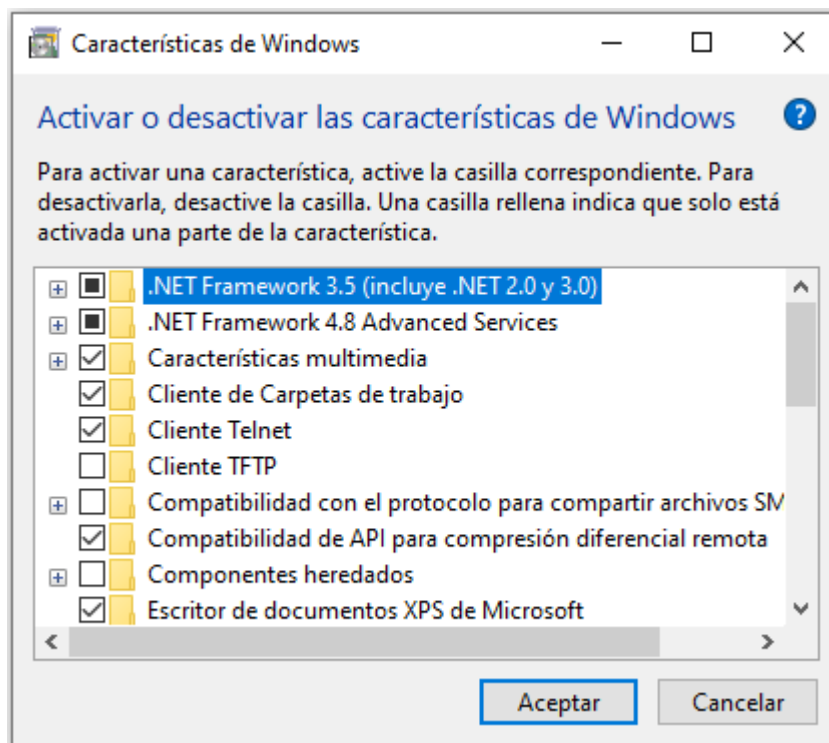 Características de Windows
Activar o desactivar las características de Windows
Para activar una característica, active la casilla correspondiente. Para
desactivarla, desactive la casilla. Una casilla rellena indica que solo está
activada una parte de la característica.
.NET Framework 3.5 (incluye .NET 2.0 y 3.0)
.NET Framework 4.8 Advanced Services
Características multimedia
Cliente de Carpetas de trabajo
Cliente Telnet
Cliente TFTP
Compatibilidad con el protocolo para compartir archivos SM
Compatibilidad de API para compresión diferencial remota
Componentes heredados
Escritor de documentos XPS de Microsoft
Aceptar Cancelar